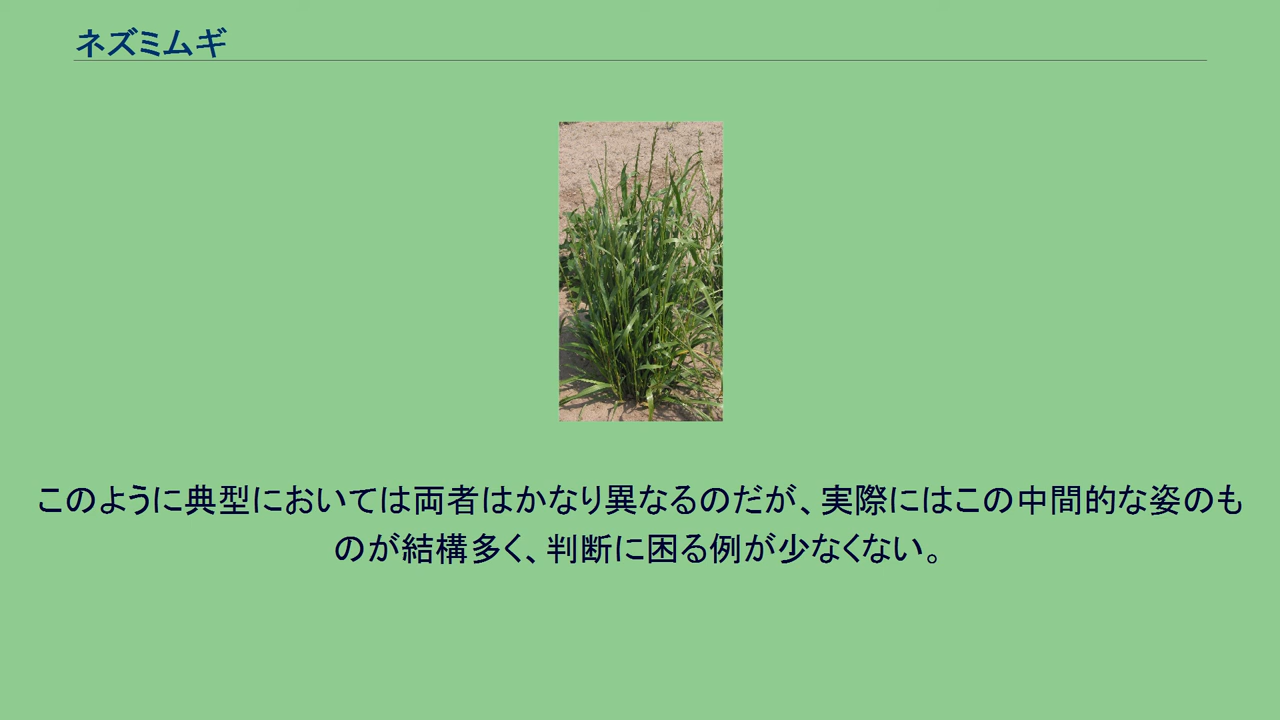 ネズミムギ
このように典型においては両者はかなり異なるのだが、実際にはこの中間的な姿のも
のが結構多く、判断に困る例が少なくない。